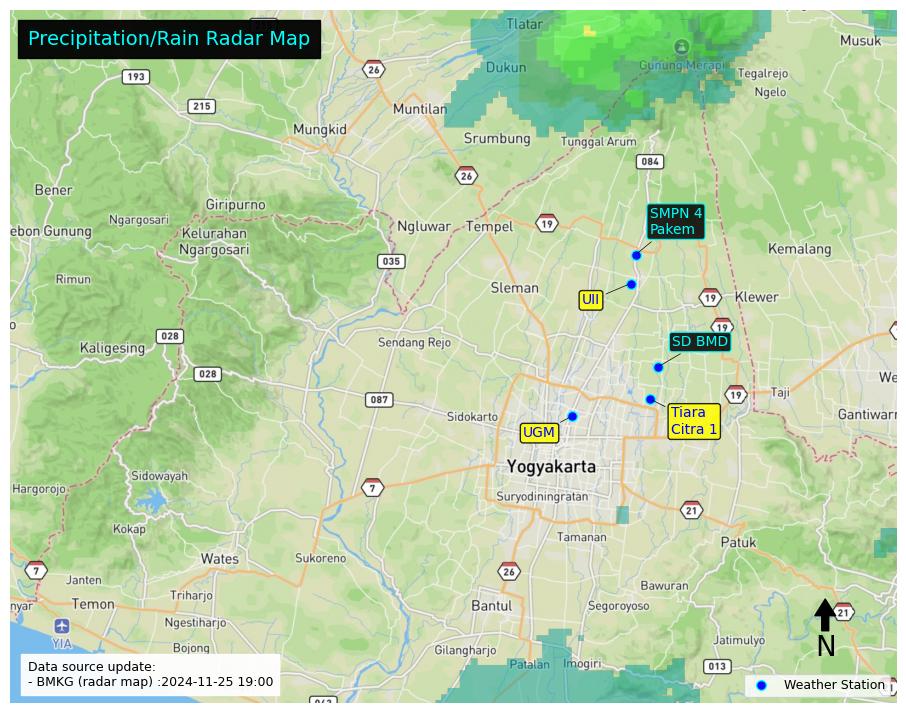 Precipitation/Rain Radar Map
Tlatar
Musuk
26
Dukun
Gunung Merapi
193
Tegalrejo
Ngelo
215
Muntilan
Mungkid
Srumbung
Tunggal Arum
084
26
Bener
Giripurno
SMPN 4
Pakem
Ngargosari
ebon Gunung
Kelurahan
Ngargosari
Ngluwar
Tempel
19
Kemalang
035
Rimun
Sleman
UII
19
Klewer
19
028
Kaligesing
Sendang Rejo
SD BMD
028
We
087
19
Taji
Sidokarto
Tiara
Citra 1
Gantiwarn
UGM
Yogyakarta
Sidowayah
Hargorojo
7
Suryodiningratan
21
Kokap
Tamanan
Patuk
Wates
Sukoreno
7
Janten
26
Bawuran
nyar
Temon
Triharjo
Bantul
Segoroyoso
21
Ngestiharjo
YIA
Jatimulyo
N
Bojong
Gilangharjo
Patalan
Imogiri
013
Data source update:
- BMKG (radar map) :2024-11-25 19:00
Weather Station